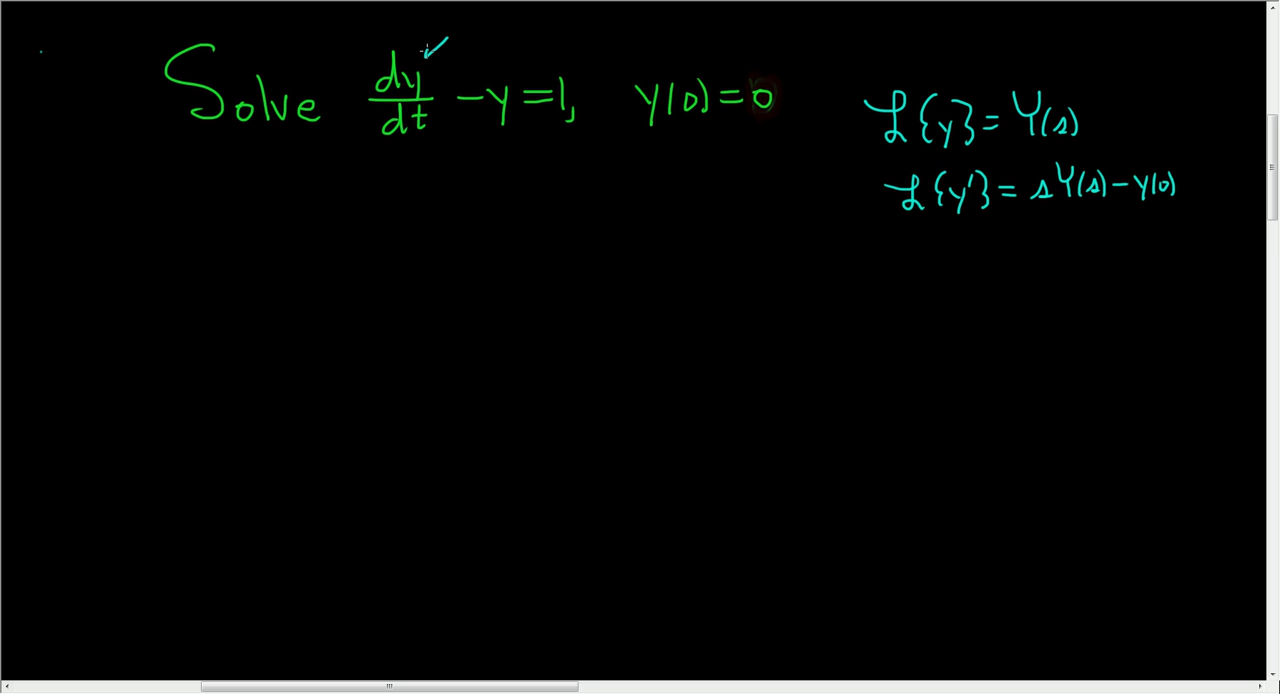 Solve dy/dt - y = 1, y(0) = 0
ℒ{y} = Y(s)
ℒ{y'} = sY(s) - y(0)